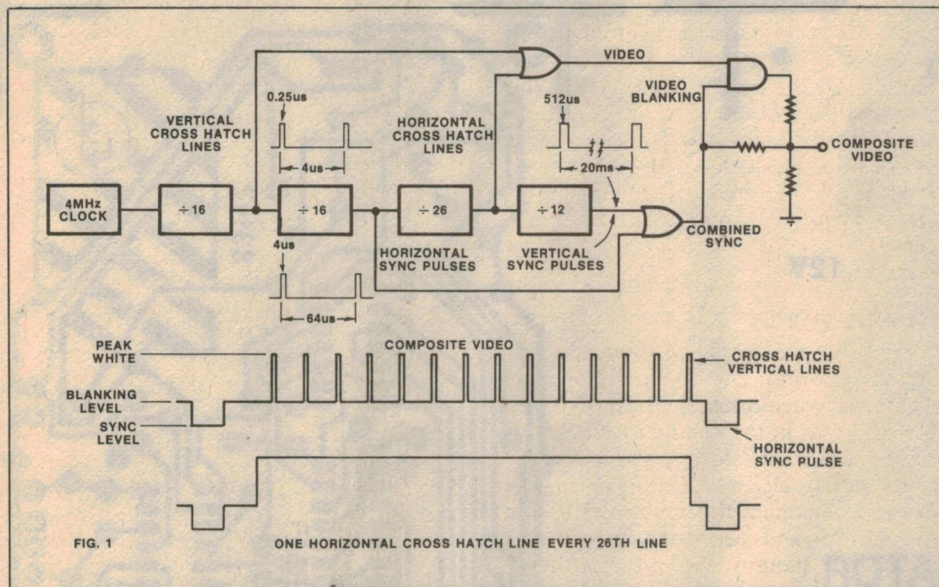 VIDEO
VIDEO
BLANKING
0.25us
512us
VERTICAL
CROSS HATCH
LINES
HORIZONTAL
CROSS HATCH
LINES
4us
20ms
COMPOSITE
VIDEO
4MHz
CLOCK
÷16
÷16
÷26
÷12
COMBINED
SYNC
4us
HORIZONTAL
SYNC PULSES
VERTICAL
SYNC PULSES
64us
PEAK
WHITE
COMPOSITE VIDEO
CROSS HATCH
VERTICAL LINES
BLANKING
LEVEL
SYNC
LEVEL
HORIZONTAL
SYNC PULSE
FIG. 1
ONE HORIZONTAL CROSS HATCH LINE EVERY 26TH LINE